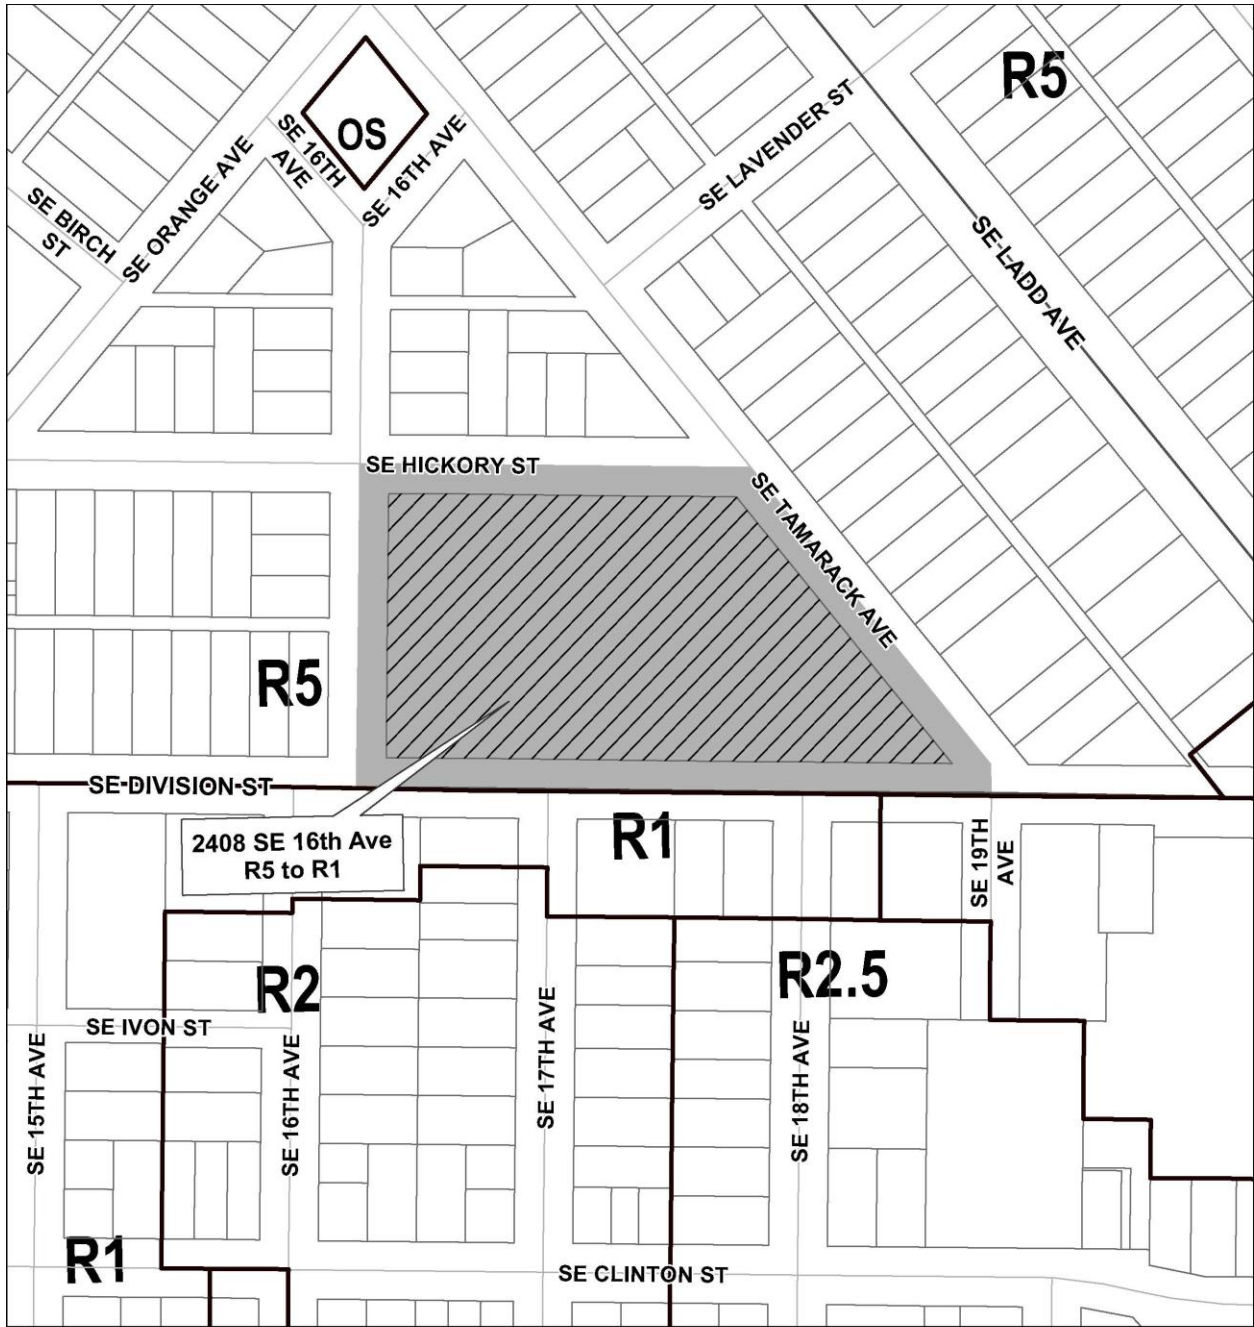 R5
OS
SE 16TH
AVE
SE 16TH AVE
SE LAVENDER ST
SE ORANGE AVE
SE BIRCH
ST
SE LADD AVE
SE HICKORY ST
SE TAMARACK AVE
R5
SE DIVISION ST
2408 SE 16th Ave
R5 to R1
R1
SE 19TH
AVE
R2
R2.5
SE IVON ST
SE 15TH AVE
SE 16TH AVE
SE 17TH AVE
SE 18TH AVE
R1
SE CLINTON ST